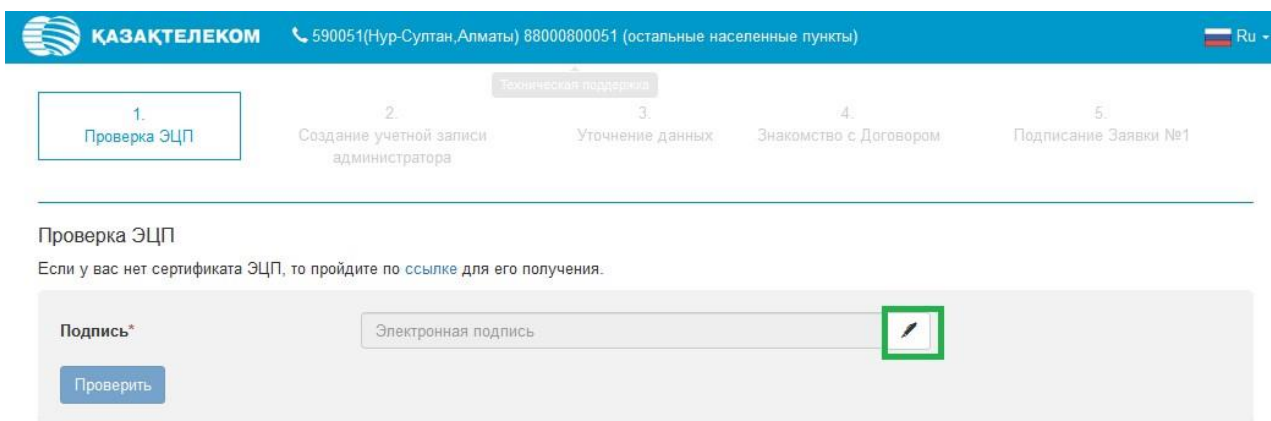 ҚАЗАҚТЕЛЕКОМ 590051(Нур-Султан,Алматы) 88000800051 (остальные населенные пункты) Ru
Техническая поддержка
1. 2. 3. 4. 5.
Проверка ЭЦП Создание учетной записи Уточнение данных Знакомство с Договором Подписание Заявки №1
администратора
Проверка ЭЦП
Если у вас нет сертификата ЭЦП, то пройдите по ссылке для его получения.
Подпись* Электронная подпись
Проверить